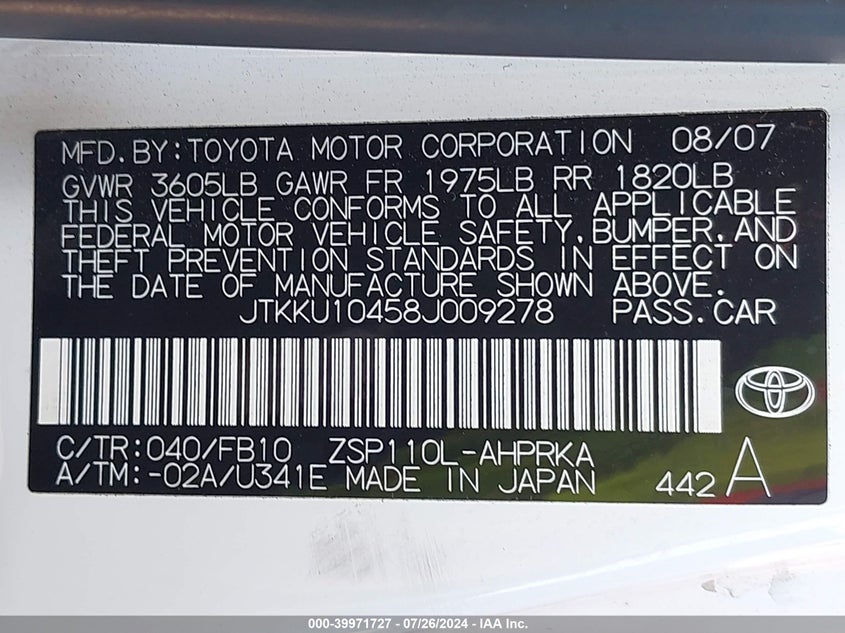 MFD.BY:TOYOTA MOTOR CORPORATION 08/07
GVWR 3605LB GAWR FR 1975LB RR 1820LB
THIS VEHICLE CONFORMS TO ALL APPLICABLE
FEDERAL MOTOR VEHICLE SAFETY,BUMPER,AND
THEFT PREVENTION STANDARDS IN EFFECT ON
THE DATE OF MANUFACTURE SHOWN ABOVE.
JTKKU10458J009278 PASS.CAR
C/TR:040/FB10 ZSP110L-AHPRKA
A/TM:-02A/U341E MADE IN JAPAN 442 A
000-39971727 - 07/26/2024 - IAA Inc.